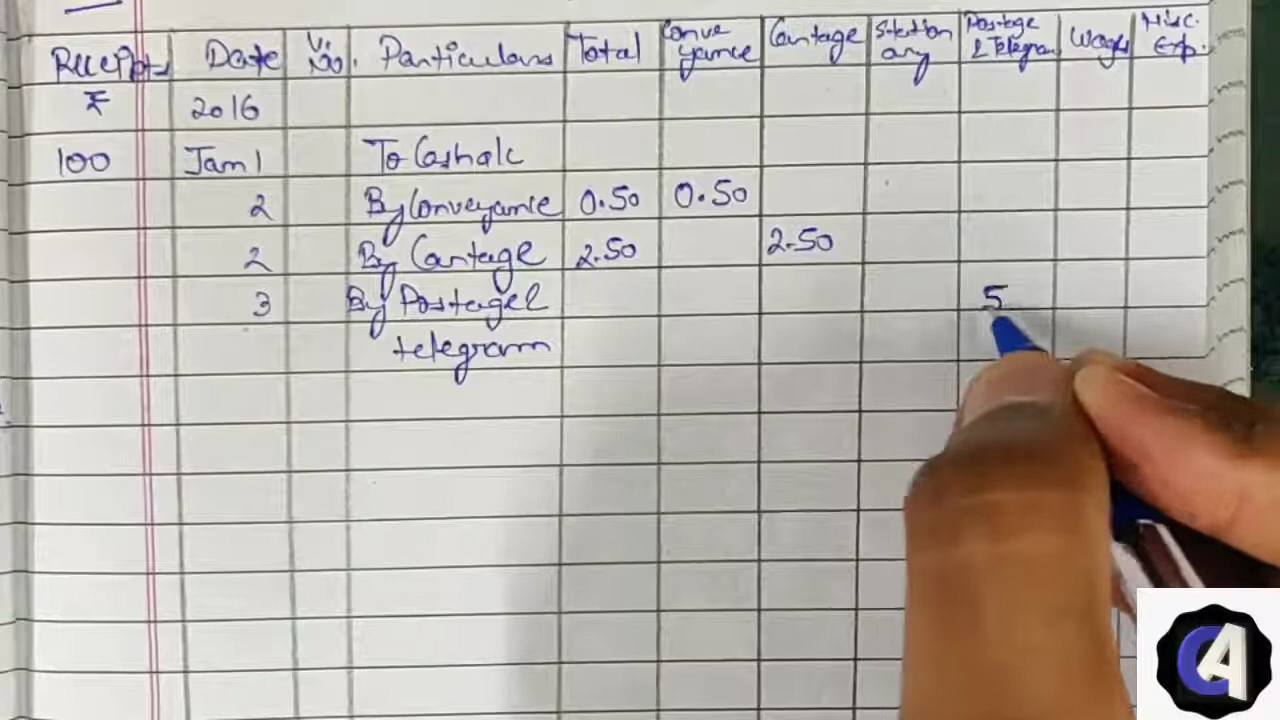 Receipts Date V. No. Particulars Total Conveyance Cartage Stationary Postage & Telegram Wages Misc. Exp.
₹ 2016
100 Jan 1 To Cash a/c
2 By Conveyance 0.50 0.50
2 By Cartage 2.50 2.50
3 By Postage & 5
telegram
CA